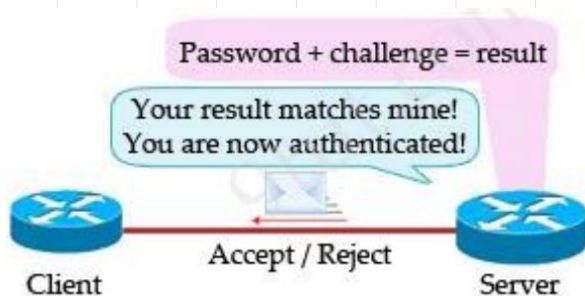 Password + challenge = result
Your result matches mine!
You are now authenticated!
Accept / Reject
Client
Server